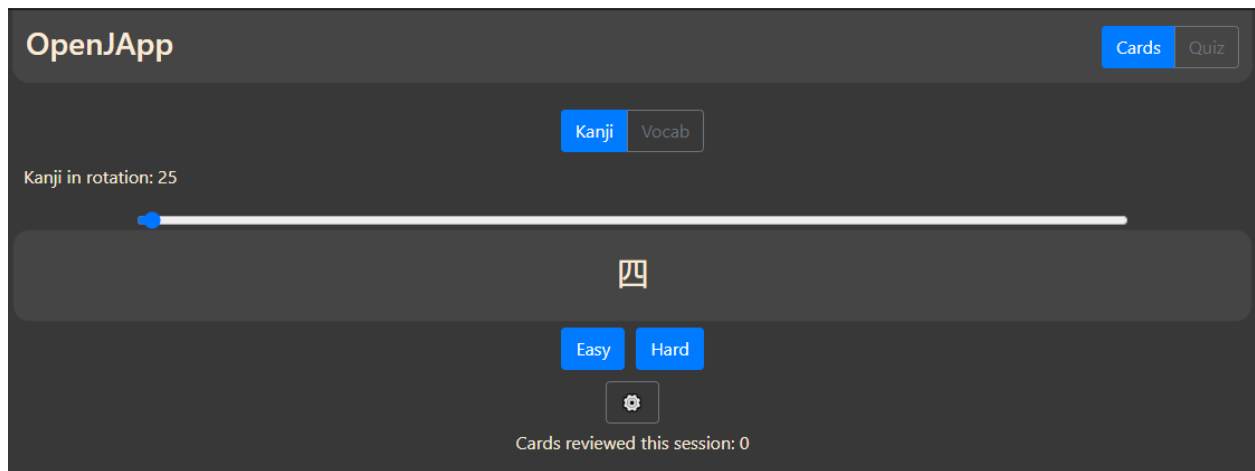 OpenJApp
Cards Quiz
Kanji Vocab
Kanji in rotation: 25
四
Easy Hard
Cards reviewed this session: 0